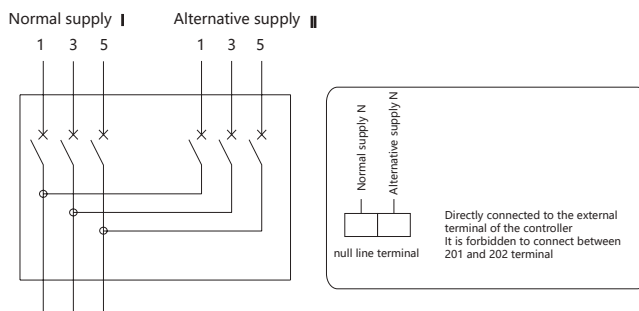 Normal supply I Alternative supply II
1 3 5 1 3 5
Normal supply N
Alternative supply N
null line terminal
Directly connected to the external
terminal of the controller
It is forbidden to connect between
201 and 202 terminal